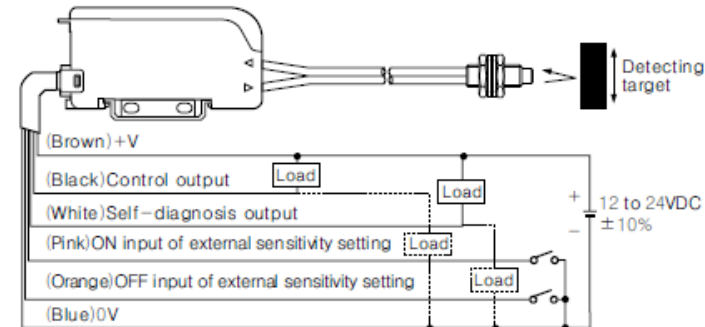 Detecting
target
(Brown)+V
(Black)Control output
Load
Load
(White)Self-diagnosis output
+ 12 to 24VDC
- ±10%
(Pink)ON input of external sensitivity setting
Load
(Orange)OFF input of external sensitivity setting
Load
(Blue)0V